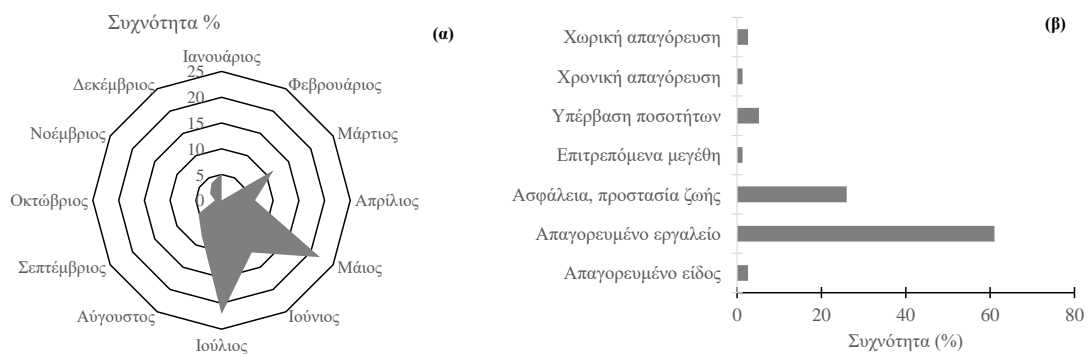 Συχνότητα %
(α)
Ιανουάριος
Φεβρουάριος
Μάρτιος
Απρίλιος
Μάιος
Ιούνιος
Ιούλιος
Αύγουστος
Σεπτέμβριος
Οκτώβριος
Νοέμβριος
Δεκέμβριος
25
20
15
10
5
0
(β)
Χωρική απαγόρευση
Χρονική απαγόρευση
Υπέρβαση ποσοτήτων
Επιτρεπόμενα μεγέθη
Ασφάλεια, προστασία ζωής
Απαγορευμένο εργαλείο
Απαγορευμένο είδος
0 20 40 60 80
Συχνότητα (%)